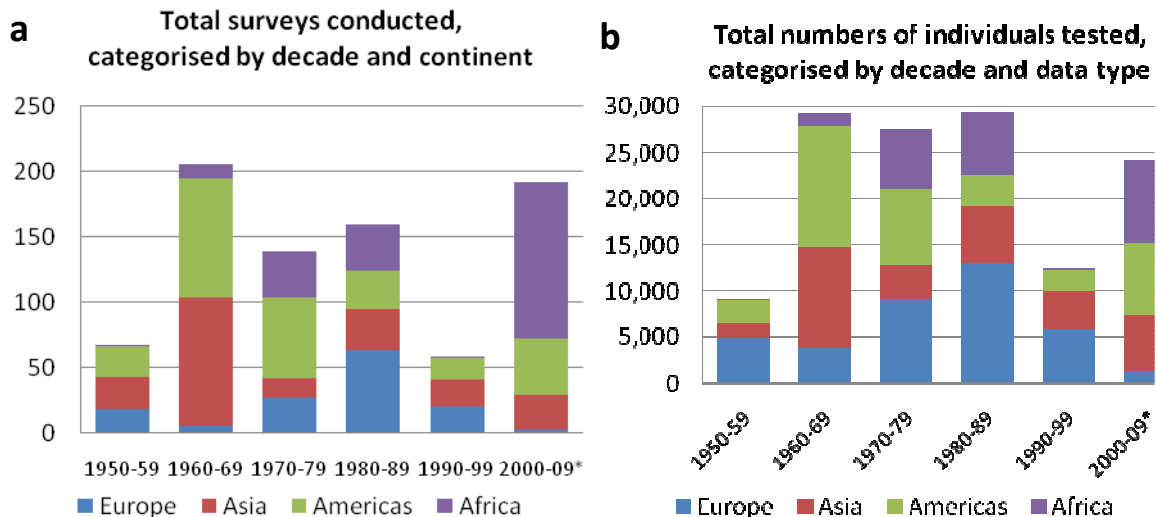 a
Total surveys conducted,
categorised by decade and continent
250
200
150
100
50
0
1950-59 1960-69 1970-79 1980-89 1990-99 2000-09*
Europe Asia Americas Africa
b
Total numbers of individuals tested,
categorised by decade and data type
30,000
25,000
20,000
15,000
10,000
5,000
0
1950-59 1960-69 1970-79 1980-89 1990-99 2000-09*
Europe Asia Americas Africa